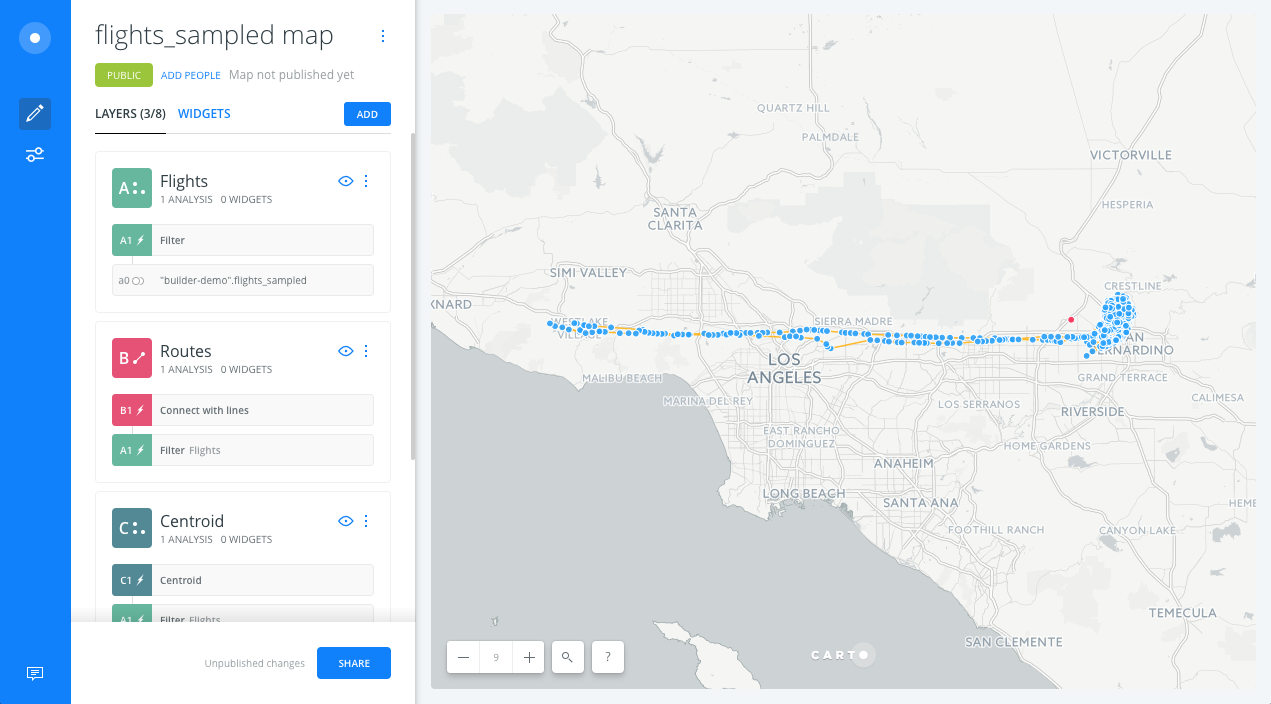 flights_sampled map
PUBLIC
ADD PEOPLE
Map not published yet
LAYERS (3/8)
WIDGETS
ADD
A
Flights
1 ANALYSIS 0 WIDGETS
A1
Filter
a0
"builder-demo".flights_sampled
B
Routes
1 ANALYSIS 0 WIDGETS
B1
Connect with lines
A1
Filter Flights
C
Centroid
1 ANALYSIS 0 WIDGETS
C1
Centroid
A1
Filter Flights
Unpublished changes
SHARE
QUARTZ HILL
PALMDALE
VICTORVILLE
HESPERIA
SANTA
CLARITA
SIMI VALLEY
CRESTLINE
XNARD
WESTLAKE
VILLAGE
SIERRA MADRE
AN
ERNARDINO
LOS
ANGELES
MALIBU BEACH
GRAND TERRACE
MARINA DEL REY
LOS SERRANOS
CALIMESA
RIVERSIDE
EAST RANCHO
DOMINGUEZ
HOME GARDENS
ANAHEIM
LONG BEACH
SANTA ANA
HEME
FOOTHILL RANCH
CANYON LAKE
TEMECULA
SAN CLEMENTE
9
?
CARTO